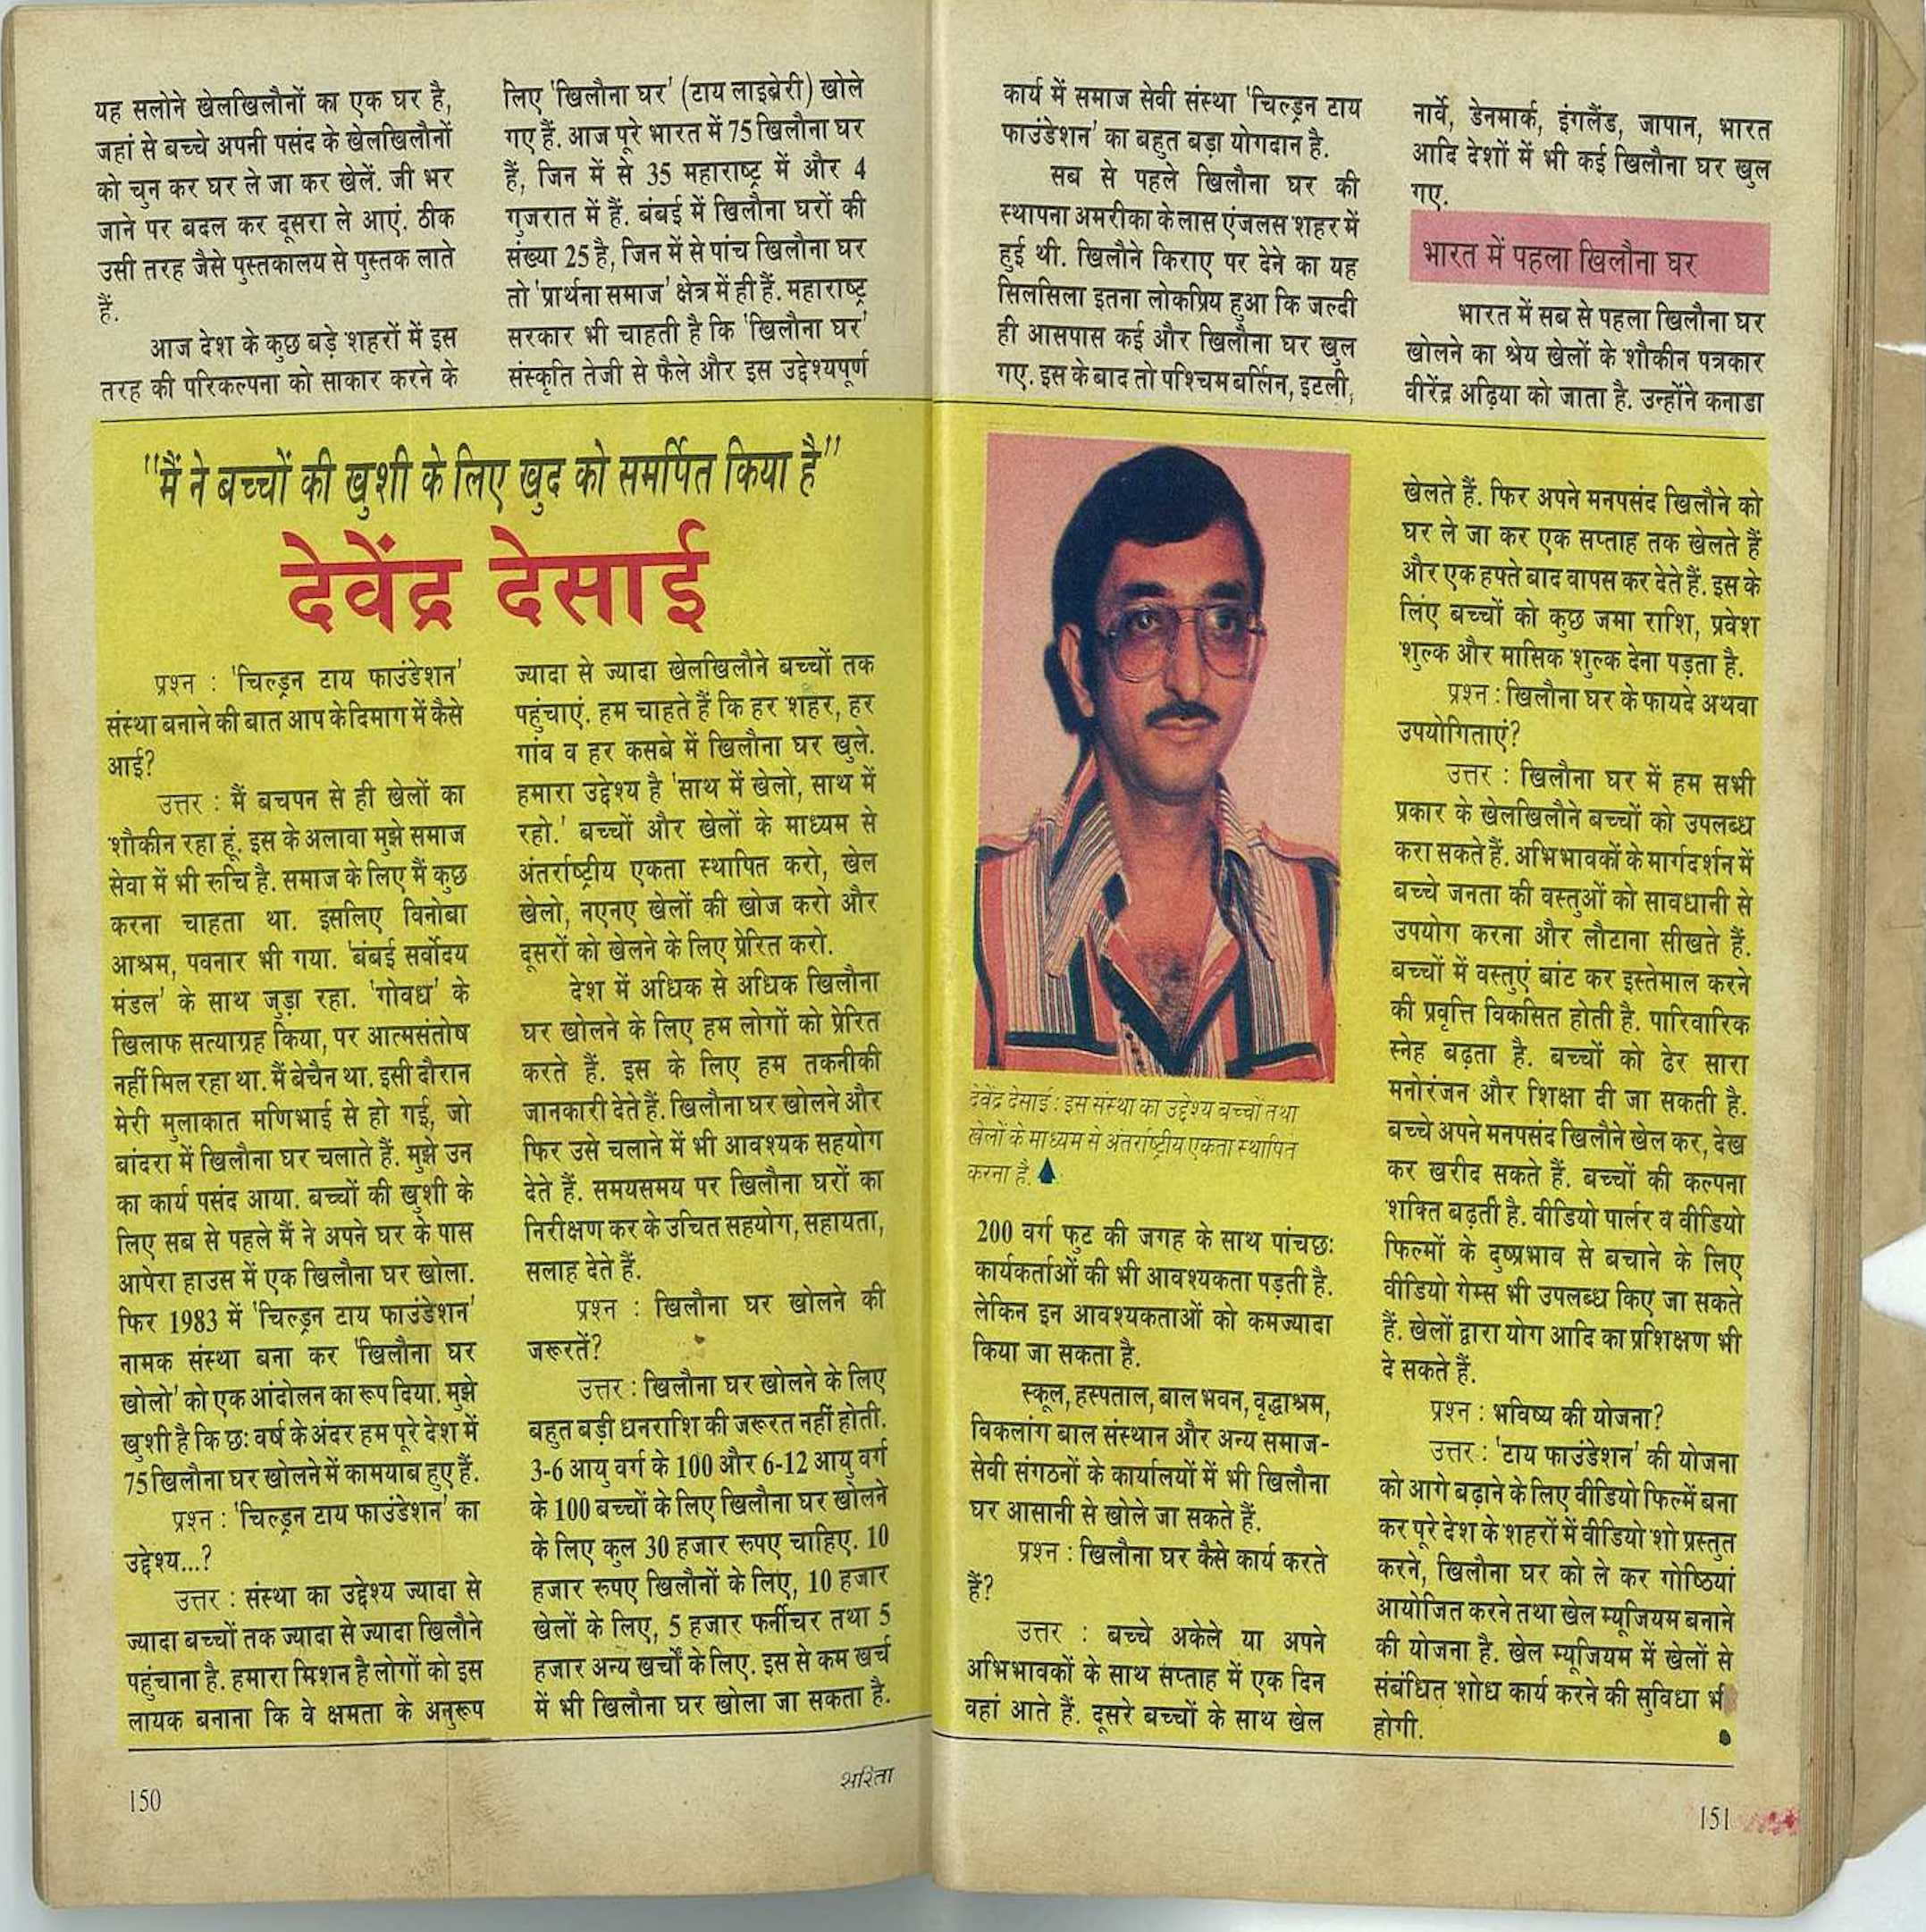 यह सलोने खेलखिलौनों का एक घर है,
जहां से बच्चे अपनी पसंद के खेलखिलौनों
को चुन कर घर ले जा कर खेलें. जी भर
जाने पर बदल कर दूसरा ले आएं. ठीक
उसी तरह जैसे पुस्तकालय से पुस्तक लाते
हैं.
आज देश के कुछ बड़े शहरों में इस
तरह की परिकल्पना को साकार करने के
लिए 'खिलौना घर' (टाय लाइब्रेरी) खोले
गए हैं. आज पूरे भारत में 75 खिलौना घर
हैं, जिन में से 35 महाराष्ट्र में और 4
गुजरात में हैं. बंबई में खिलौना घरों की
संख्या 25 है, जिन में से पांच खिलौना घर
तो 'प्रार्थना समाज' क्षेत्र में ही हैं. महाराष्ट्र
सरकार भी चाहती है कि 'खिलौना घर'
संस्कृति तेजी से फैले और इस उद्देश्यपूर्ण
कार्य में समाज सेवी संस्था 'चिल्ड्रन टाय
फाउंडेशन' का बहुत बड़ा योगदान है.
सब से पहले खिलौना घर की
स्थापना अमरीका के लास एंजलस शहर में
हुई थी. खिलौने किराए पर देने का यह
सिलसिला इतना लोकप्रिय हुआ कि जल्दी
ही आसपास कई और खिलौना घर खुल
गए. इस के बाद तो पश्चिम बर्लिन, इटली,
नार्वे, डेनमार्क, इंगलैंड, जापान, भारत
आदि देशों में भी कई खिलौना घर खुल
गए.
भारत में पहला खिलौना घर
भारत में सब से पहला खिलौना घर
खोलने का श्रेय खेलों के शौकीन पत्रकार
वीरेंद्र अढ़िया को जाता है. उन्होंने कनाडा
"मैं ने बच्चों की खुशी के लिए खुद को समर्पित किया है"
देवेंद्र देसाई
प्रश्न : 'चिल्ड्रन टाय फाउंडेशन'
संस्था बनाने की बात आप के दिमाग में कैसे
आई?
उत्तर : मैं बचपन से ही खेलों का
शौकीन रहा हूं. इस के अलावा मुझे समाज
सेवा में भी रुचि है. समाज के लिए मैं कुछ
करना चाहता था. इसलिए विनोबा
आश्रम, पवनार भी गया. 'बंबई सर्वोदय
मंडल' के साथ जुड़ा रहा. 'गोवध' के
खिलाफ सत्याग्रह किया, पर आत्मसंतोष
नहीं मिल रहा था. मैं बेचैन था. इसी दौरान
मेरी मुलाकात मणिभाई से हो गई, जो
बांदरा में खिलौना घर चलाते हैं. मुझे उन
का कार्य पसंद आया. बच्चों की खुशी के
लिए सब से पहले मैं ने अपने घर के पास
आपेरा हाउस में एक खिलौना घर खोला.
फिर 1983 में 'चिल्ड्रन टाय फाउंडेशन'
नामक संस्था बना कर 'खिलौना घर
खोलो' को एक आंदोलन का रूप दिया. मुझे
खुशी है कि छः वर्ष के अंदर हम पूरे देश में
75 खिलौना घर खोलने में कामयाब हुए हैं.
प्रश्न : 'चिल्ड्रन टाय फाउंडेशन' का
उद्देश्य...?
उत्तर : संस्था का उद्देश्य ज्यादा से
ज्यादा बच्चों तक ज्यादा से ज्यादा खिलौने
पहुंचाना है. हमारा मिशन है लोगों को इस
लायक बनाना कि वे क्षमता के अनुरूप
ज्यादा से ज्यादा खेलखिलौने बच्चों तक
पहुंचाएं. हम चाहते हैं कि हर शहर, हर
गांव व हर कसबे में खिलौना घर खुले.
हमारा उद्देश्य है 'साथ में खेलो, साथ में
रहो.' बच्चों और खेलों के माध्यम से
अंतर्राष्ट्रीय एकता स्थापित करो, खेल
खेलो, नएनए खेलों की खोज करो और
दूसरों को खेलने के लिए प्रेरित करो.
देश में अधिक से अधिक खिलौना
घर खोलने के लिए हम लोगों को प्रेरित
करते हैं. इस के लिए हम तकनीकी
जानकारी देते हैं. खिलौना घर खोलने और
फिर उसे चलाने में भी आवश्यक सहयोग
देते हैं. समयसमय पर खिलौना घरों का
निरीक्षण कर के उचित सहयोग, सहायता,
सलाह देते हैं.
प्रश्न : खिलौना घर खोलने की
जरूरतें?
उत्तर : खिलौना घर खोलने के लिए
बहुत बड़ी धनराशि की जरूरत नहीं होती.
3-6 आयु वर्ग के 100 और 6-12 आयु वर्ग
के 100 बच्चों के लिए खिलौना घर खोलने
के लिए कुल 30 हजार रुपए चाहिए. 10
हजार रुपए खिलौनों के लिए, 10 हजार
खेलों के लिए, 5 हजार फर्नीचर तथा 5
हजार अन्य खर्चों के लिए. इस से कम खर्च
में भी खिलौना घर खोला जा सकता है.
देवेंद्र देसाई : इस संस्था का उद्देश्य बच्चों तथा
खेलों के माध्यम से अंतर्राष्ट्रीय एकता स्थापित
करना है.
200 वर्ग फुट की जगह के साथ पांचछः
कार्यकर्ताओं की भी आवश्यकता पड़ती है.
लेकिन इन आवश्यकताओं को कमज्यादा
किया जा सकता है.
स्कूल, हस्पताल, बाल भवन, वृद्धाश्रम,
विकलांग बाल संस्थान और अन्य समाज-
सेवी संगठनों के कार्यालयों में भी खिलौना
घर आसानी से खोले जा सकते हैं.
प्रश्न : खिलौना घर कैसे कार्य करते
हैं?
उत्तर : बच्चे अकेले या अपने
अभिभावकों के साथ सप्ताह में एक दिन
वहां आते हैं. दूसरे बच्चों के साथ खेल
खेलते हैं. फिर अपने मनपसंद खिलौने को
घर ले जा कर एक सप्ताह तक खेलते हैं
और एक हफ्ते बाद वापस कर देते हैं. इस के
लिए बच्चों को कुछ जमा राशि, प्रवेश
शुल्क और मासिक शुल्क देना पड़ता है.
प्रश्न : खिलौना घर के फायदे अथवा
उपयोगिताएं?
उत्तर : खिलौना घर में हम सभी
प्रकार के खेलखिलौने बच्चों को उपलब्ध
करा सकते हैं. अभिभावकों के मार्गदर्शन में
बच्चे जनता की वस्तुओं को सावधानी से
उपयोग करना और लौटाना सीखते हैं.
बच्चों में वस्तुएं बांट कर इस्तेमाल करने
की प्रवृत्ति विकसित होती है. पारिवारिक
स्नेह बढ़ता है. बच्चों को ढेर सारा
मनोरंजन और शिक्षा दी जा सकती है.
बच्चे अपने मनपसंद खिलौने खेल कर, देख
कर खरीद सकते हैं. बच्चों की कल्पना
शक्ति बढ़ती है. वीडियो पार्लर व वीडियो
फिल्मों के दुष्प्रभाव से बचाने के लिए
वीडियो गेम्स भी उपलब्ध किए जा सकते
हैं. खेलों द्वारा योग आदि का प्रशिक्षण भी
दे सकते हैं.
प्रश्न : भविष्य की योजना?
उत्तर : 'टाय फाउंडेशन' की योजना
को आगे बढ़ाने के लिए वीडियो फिल्में बना
कर पूरे देश के शहरों में वीडियो शो प्रस्तुत
करने, खिलौना घर को ले कर गोष्ठियां
आयोजित करने तथा खेल म्यूजियम बनाने
की योजना है. खेल म्यूजियम में खेलों से
संबंधित शोध कार्य करने की सुविधा भी
होगी.
150
सरिता
151